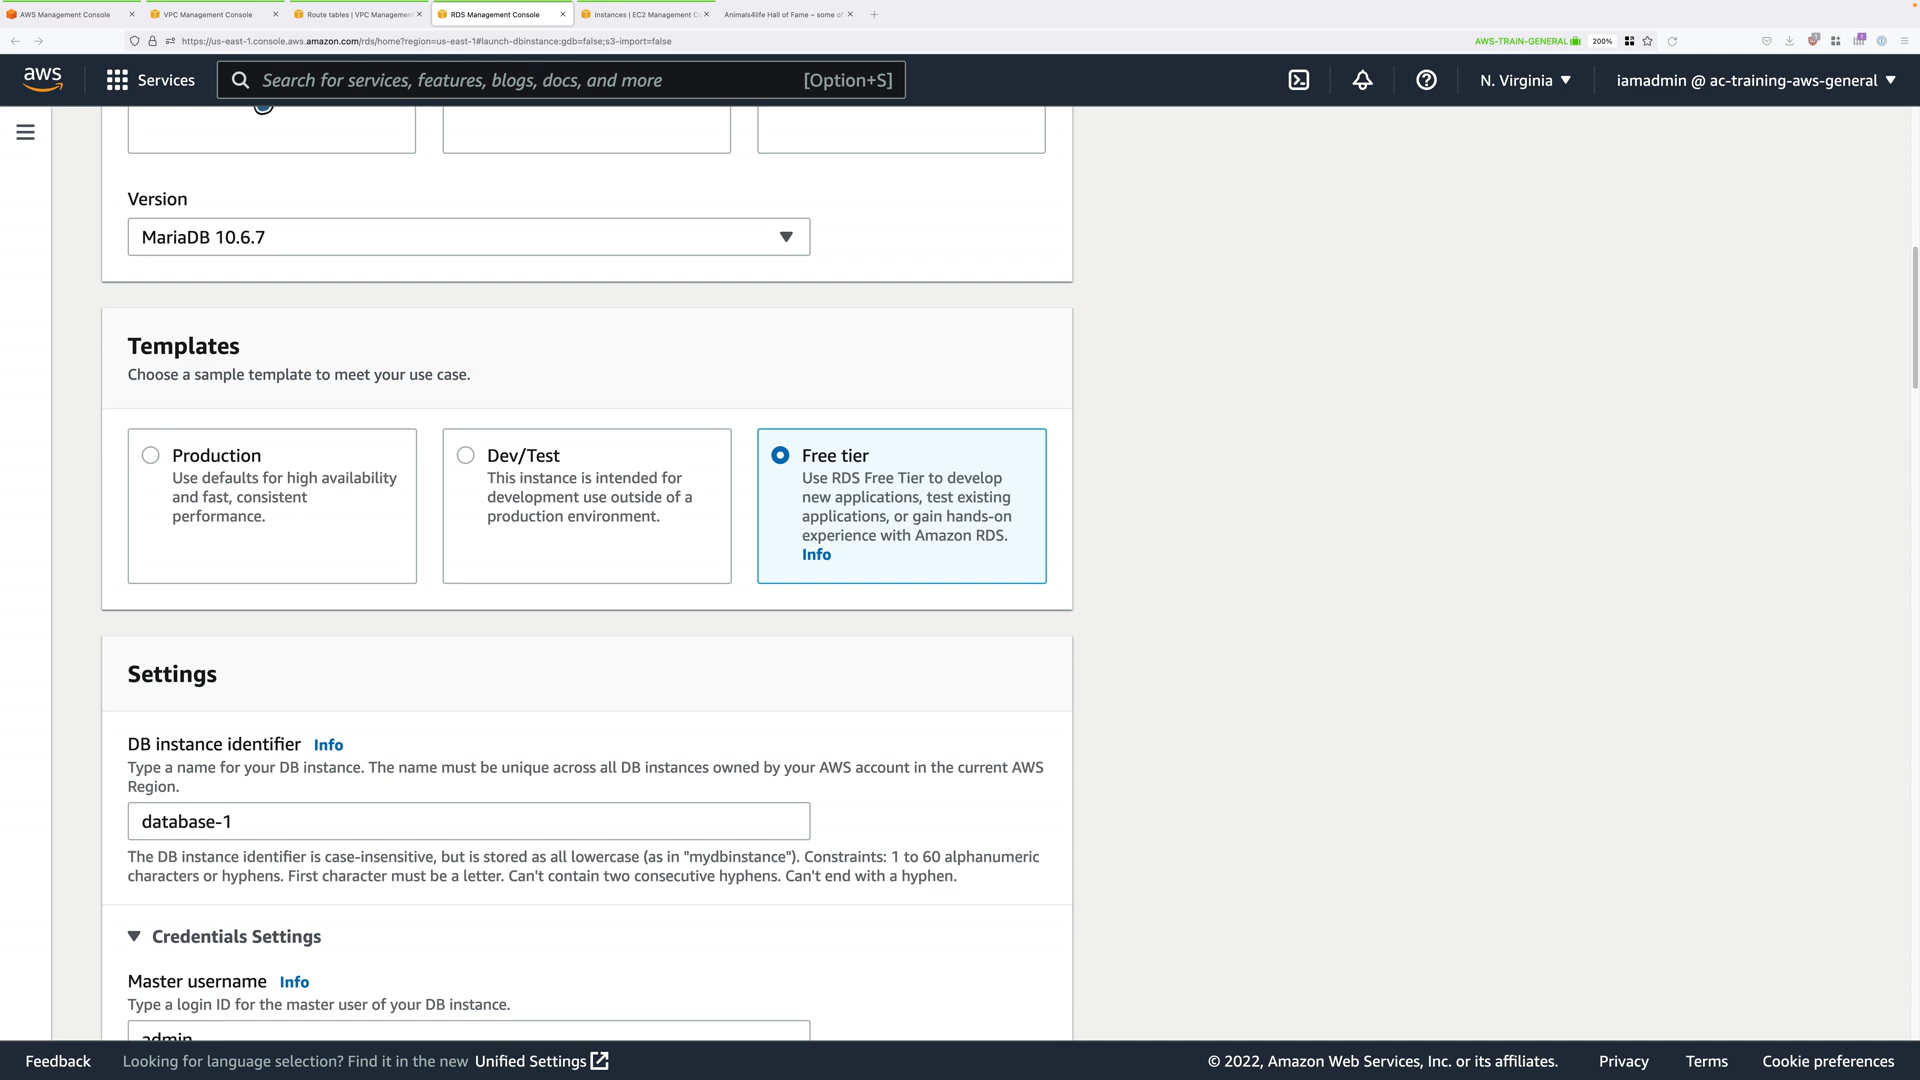 AWS Management Console
VPC Management Console
Route tables | VPC Managemen
RDS Management Console
Instances | EC2 Management C
Animals4life Hall of Fame – some of
https://us-east-1.console.aws.amazon.com/rds/home?region=us-east-1#launch-dbinstance:gdb=false;s3-import=false
AWS-TRAIN-GENERAL
200%
aws
Services
Search for services, features, blogs, docs, and more
[Option+S]
N. Virginia
iamadmin @ ac-training-aws-general
Version
MariaDB 10.6.7
Templates
Choose a sample template to meet your use case.
Production
Use defaults for high availability
and fast, consistent
performance.
Dev/Test
This instance is intended for
development use outside of a
production environment.
Free tier
Use RDS Free Tier to develop
new applications, test existing
applications, or gain hands-on
experience with Amazon RDS.
Info
Settings
DB instance identifier Info
Type a name for your DB instance. The name must be unique across all DB instances owned by your AWS account in the current AWS
Region.
database-1
The DB instance identifier is case-insensitive, but is stored as all lowercase (as in "mydbinstance"). Constraints: 1 to 60 alphanumeric
characters or hyphens. First character must be a letter. Can't contain two consecutive hyphens. Can't end with a hyphen.
Credentials Settings
Master username Info
Type a login ID for the master user of your DB instance.
admin
Feedback
Looking for language selection? Find it in the new Unified Settings
© 2022, Amazon Web Services, Inc. or its affiliates.
Privacy
Terms
Cookie preferences